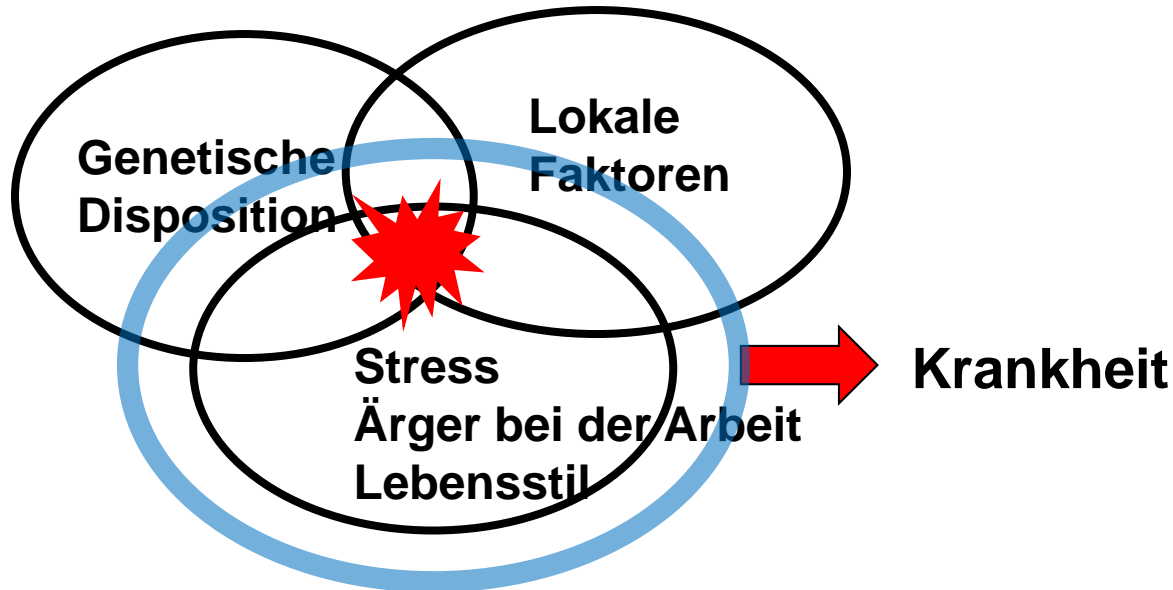 Genetische
Disposition
Lokale
Faktoren
Stress
Ärger bei der Arbeit
Lebensstil
Krankheit